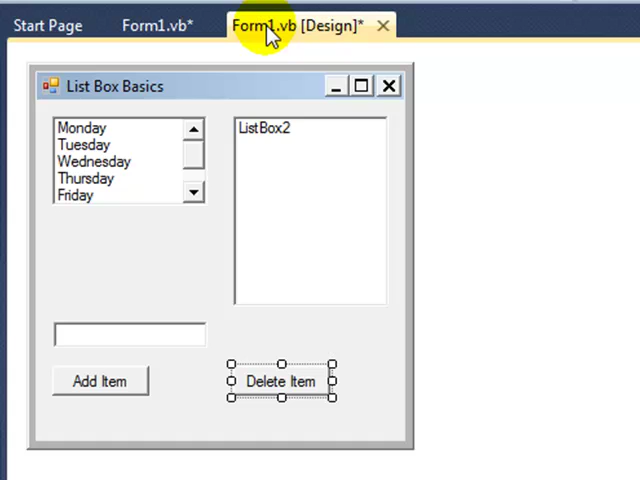 Start Page
Form1.vb*
Form1.vb [Design]*
List Box Basics
Monday
Tuesday
Wednesday
Thursday
Friday
ListBox2
Add Item
Delete Item